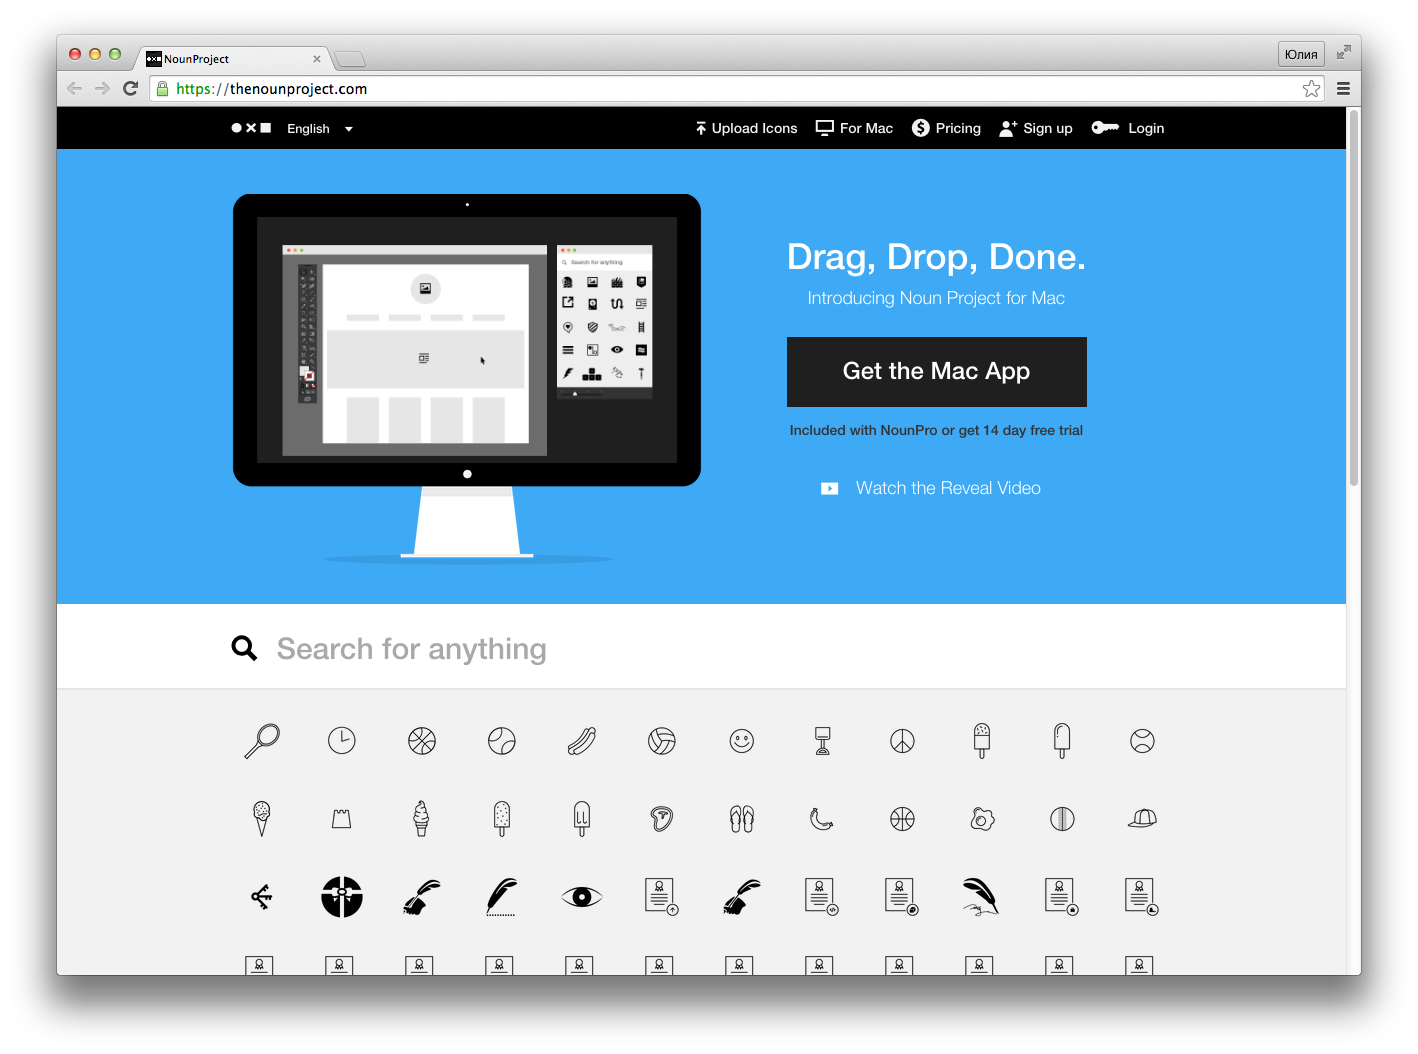 NounProject
Юлия
https://thenounproject.com
English
Upload Icons
For Mac
Pricing
Sign up
Login
Search for anything
Drag, Drop, Done.
Introducing Noun Project for Mac
Get the Mac App
Included with NounPro or get 14 day free trial
Watch the Reveal Video
Search for anything